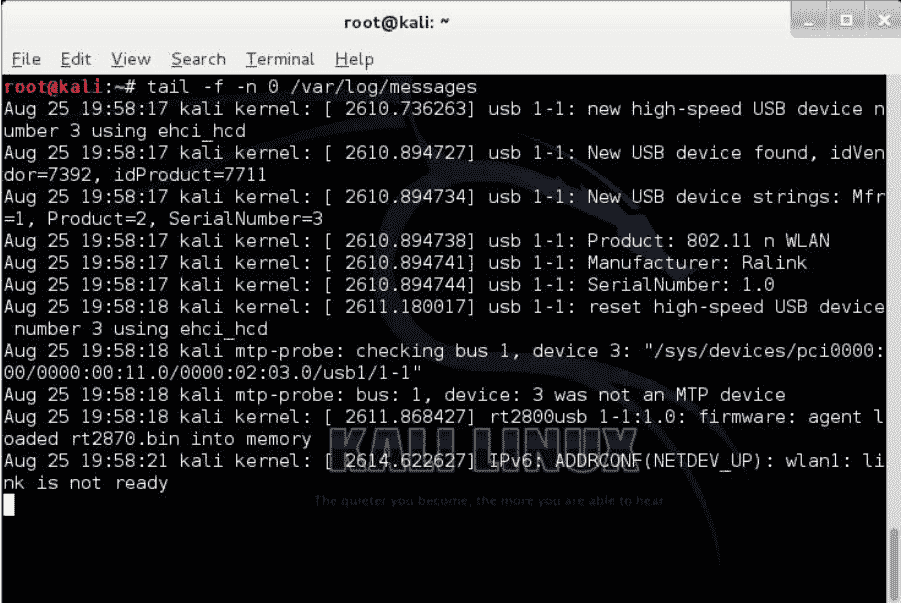 root@kali: ~
File Edit View Search Terminal Help
root@kali:~# tail -f -n 0 /var/log/messages
Aug 25 19:58:17 kali kernel: [ 2610.736263] usb 1-1: new high-speed USB device n
umber 3 using ehci_hcd
Aug 25 19:58:17 kali kernel: [ 2610.894727] usb 1-1: New USB device found, idVen
dor=7392, idProduct=7711
Aug 25 19:58:17 kali kernel: [ 2610.894734] usb 1-1: New USB device strings: Mfr
=1, Product=2, SerialNumber=3
Aug 25 19:58:17 kali kernel: [ 2610.894738] usb 1-1: Product: 802.11 n WLAN
Aug 25 19:58:17 kali kernel: [ 2610.894741] usb 1-1: Manufacturer: Ralink
Aug 25 19:58:17 kali kernel: [ 2610.894744] usb 1-1: SerialNumber: 1.0
Aug 25 19:58:18 kali kernel: [ 2611.180017] usb 1-1: reset high-speed USB device
 number 3 using ehci_hcd
Aug 25 19:58:18 kali mtp-probe: checking bus 1, device 3: "/sys/devices/pci0000:
00/0000:00:11.0/0000:02:03.0/usb1/1-1"
Aug 25 19:58:18 kali mtp-probe: bus: 1, device: 3 was not an MTP device
Aug 25 19:58:18 kali kernel: [ 2611.868427] rt2800usb 1-1:1.0: firmware: agent l
oaded rt2870.bin into memory
KALI LINUX
Aug 25 19:58:21 kali kernel: [ 2614.622627] IPv6: ADDRCONF(NETDEV_UP): wlan1: li
nk is not ready
The quieter you become, the more you are able to hear